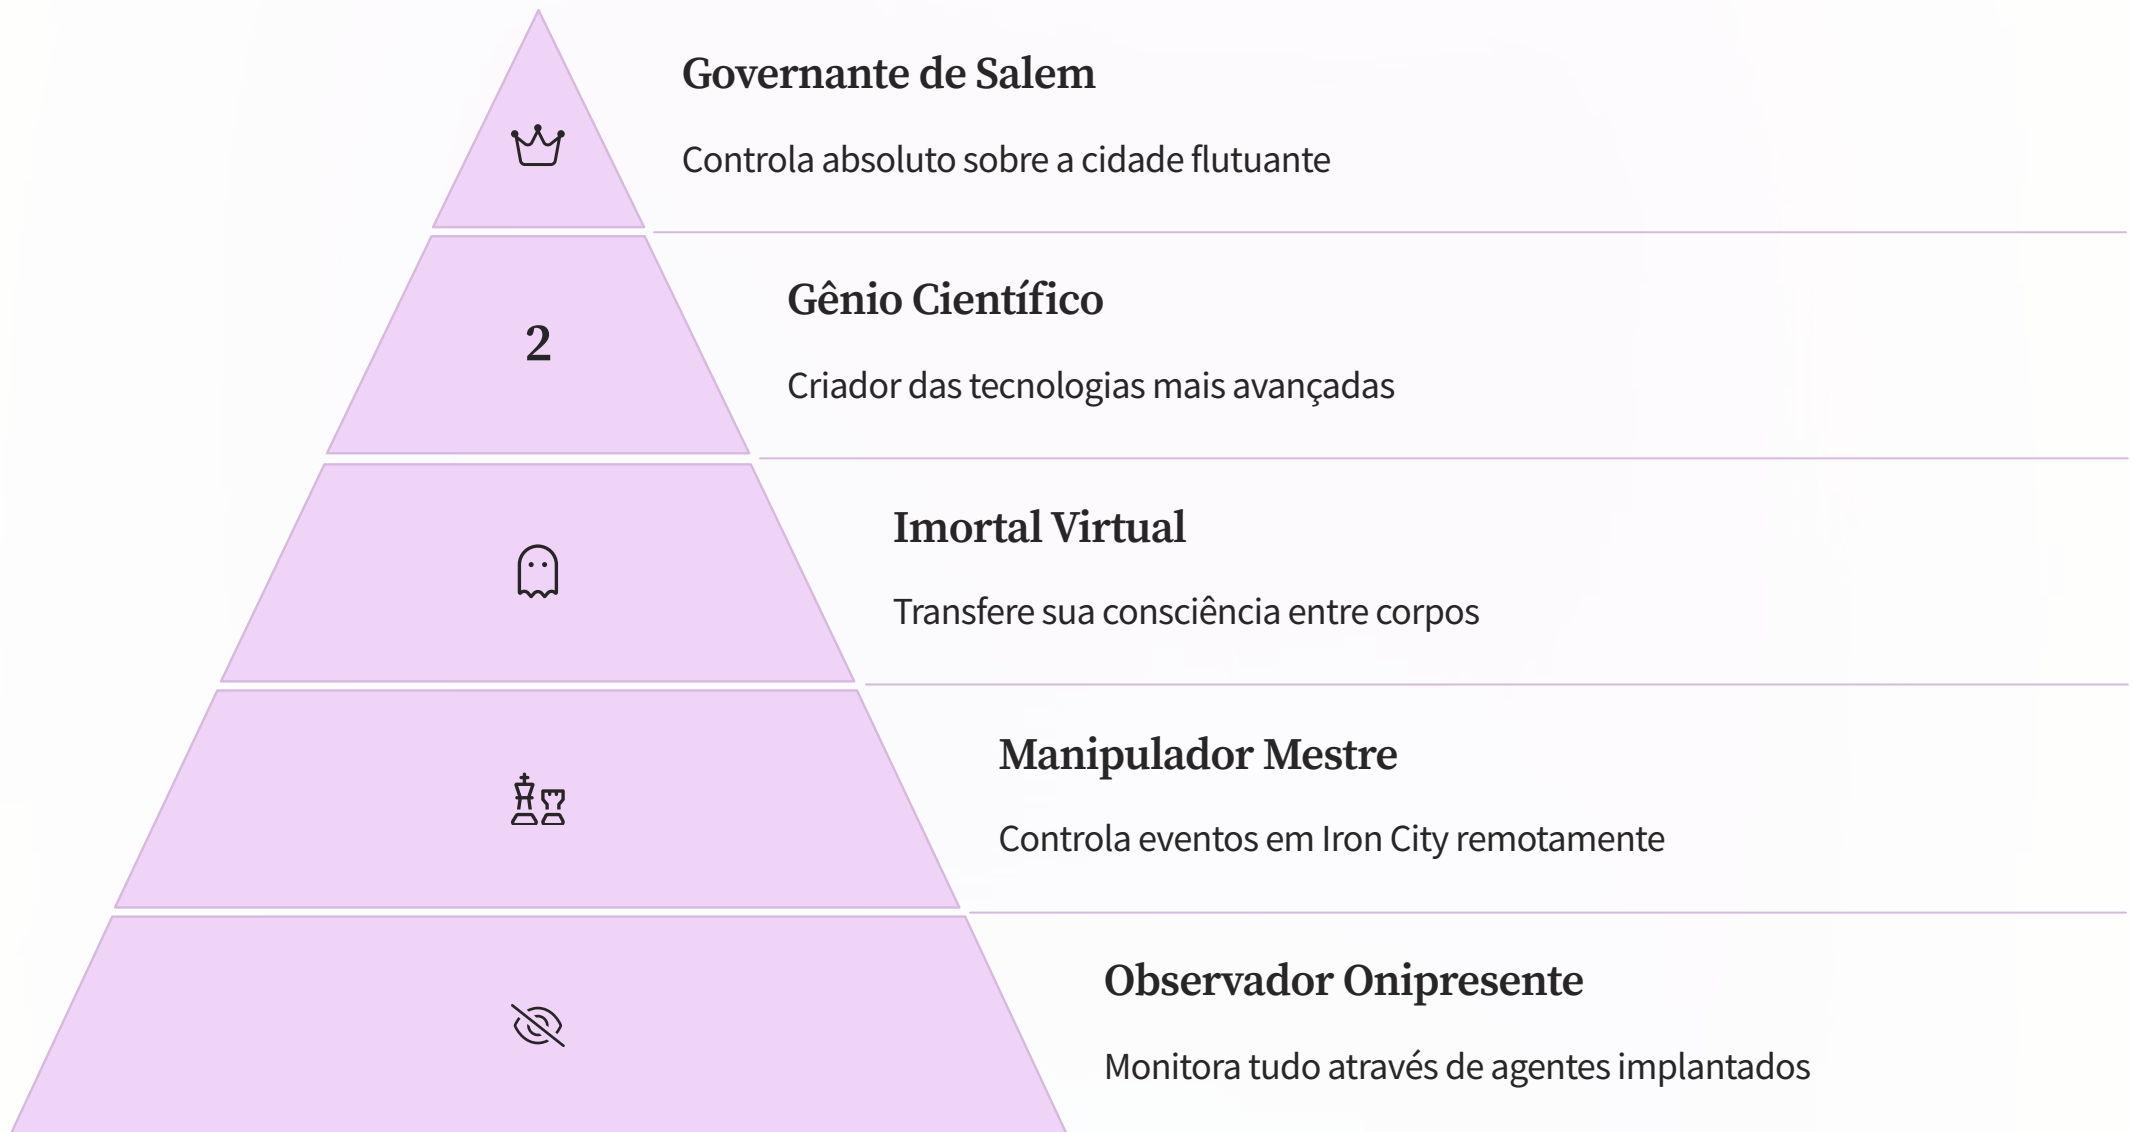 Governante de Salem
Controla absoluto sobre a cidade flutuante
2
Gênio Científico
Criador das tecnologias mais avançadas
Imortal Virtual
Transfere sua consciência entre corpos
Manipulador Mestre
Controla eventos em Iron City remotamente
Observador Onipresente
Monitora tudo através de agentes implantados